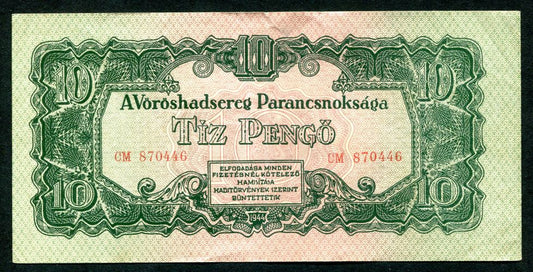 10
10 10
A Vöröshadsereg Parancsnoksága
TÍZ PENGŐ
CM 870446 CM 870446
ELFOGADÁSA MINDEN
FIZETÉSNÉL KÖTELEZŐ
HAMISÍTÁSA
HADITÖRVÉNYEK SZERINT
BÜNTETTETIK
10 10
1944